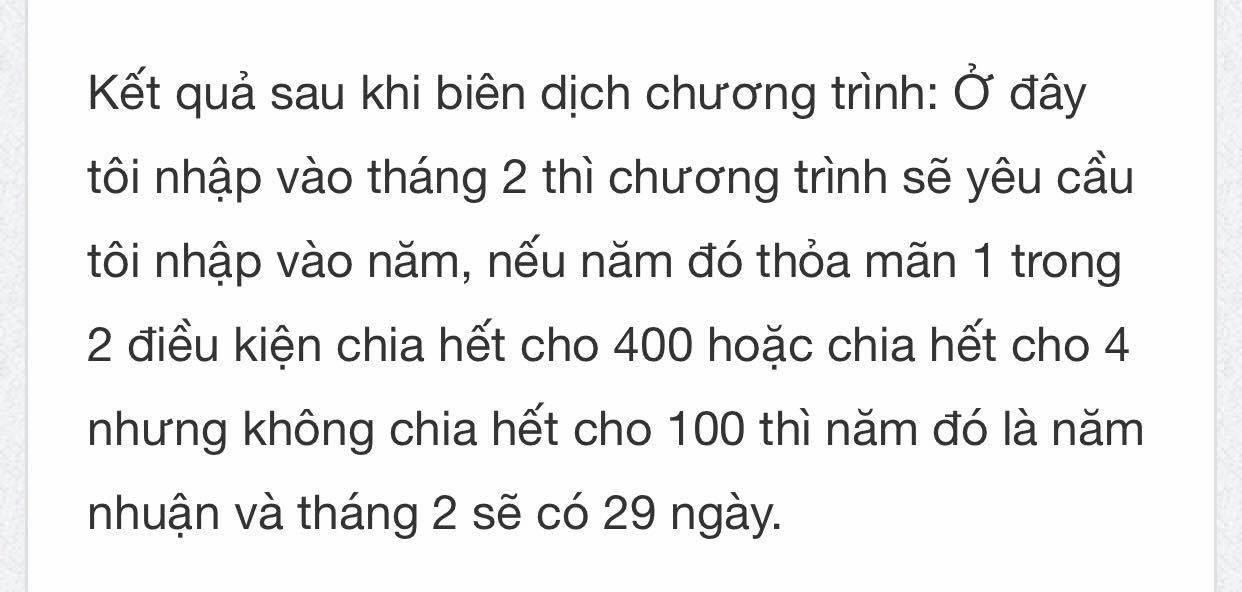 Kết quả sau khi biên dịch chương trình: Ở đây
tôi nhập vào tháng 2 thì chương trình sẽ yêu cầu
tôi nhập vào năm, nếu năm đó thỏa mãn 1 trong
2 điều kiện chia hết cho 400 hoặc chia hết cho 4
nhưng không chia hết cho 100 thì năm đó là năm
nhuận và tháng 2 sẽ có 29 ngày.